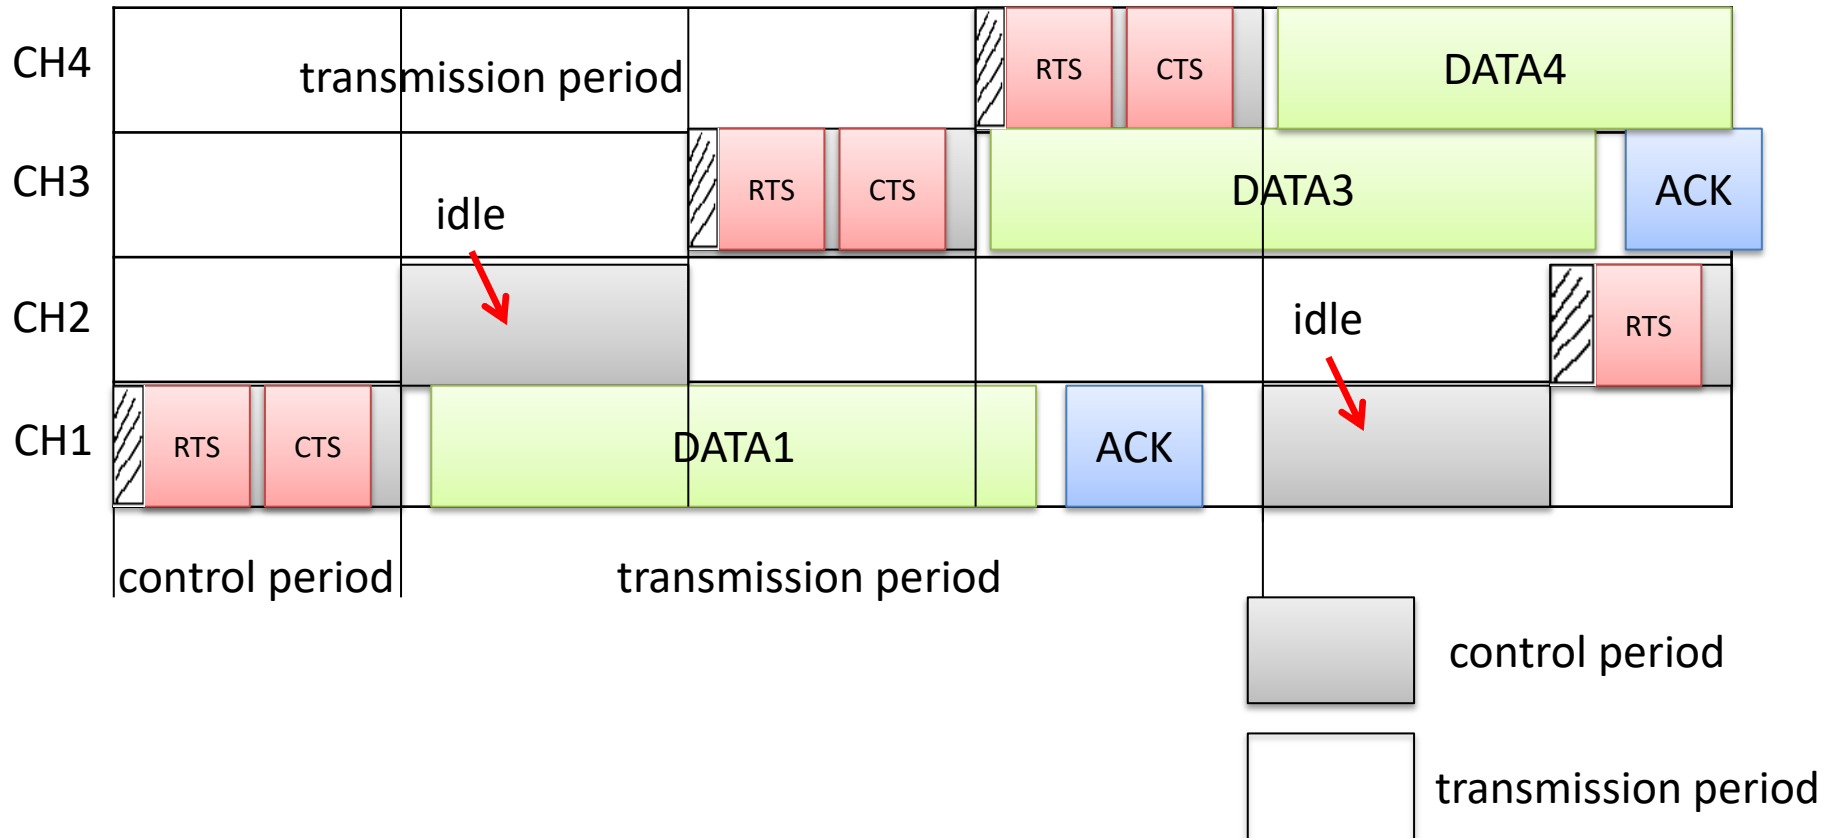 CH4
transmission period
RTS
CTS
DATA4
CH3
idle
RTS
CTS
DATA3
ACK
CH2
idle
RTS
CH1
RTS
CTS
DATA1
ACK
control period
transmission period
control period
transmission period